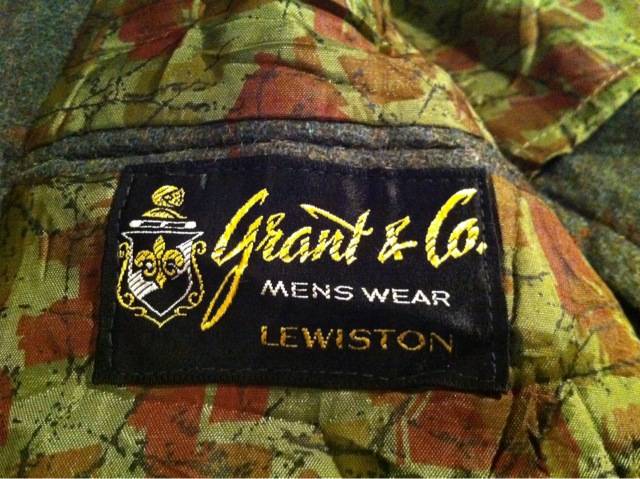 Grant & Co.
MENS WEAR
LEWISTON